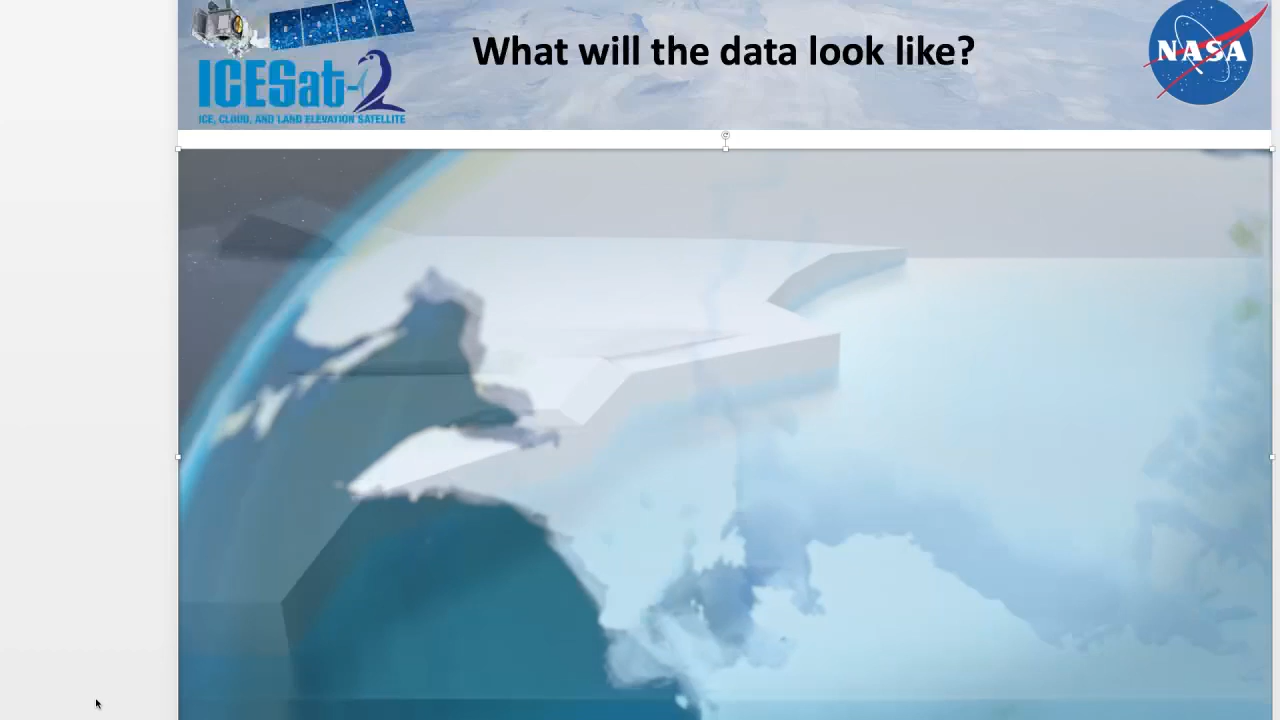 What will the data look like?
NASA
ICESat-2
ICE, CLOUD, AND LAND ELEVATION SATELLITE